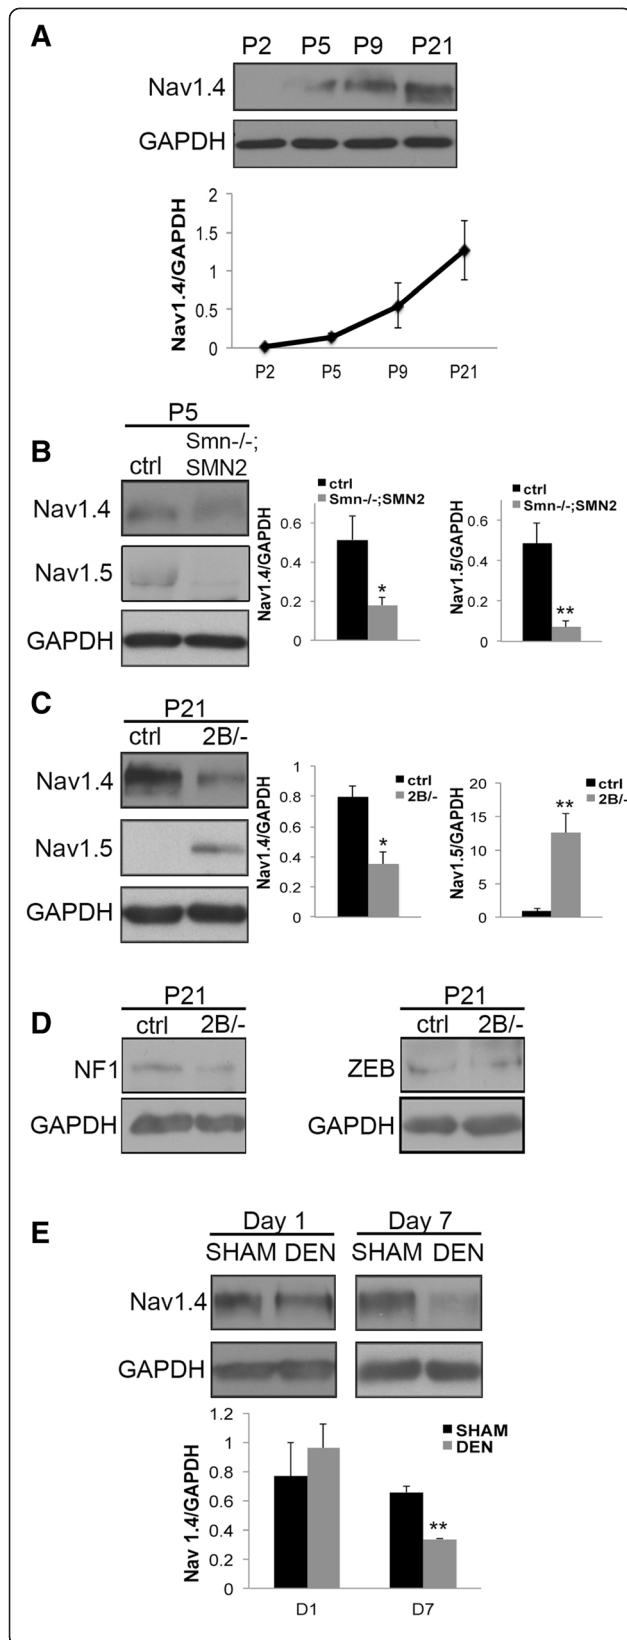 A
P2 P5 P9 P21
Nav1.4
GAPDH
Nav1.4/GAPDH
2
1.5
1
0.5
0
P2 P5 P9 P21
B
P5
ctrl Smn-/-; SMN2
Nav1.4
Nav1.5
GAPDH
ctrl
Smn-/-;SMN2
Nav1.4/GAPDH
0.6
0.4
0.2
0
*
ctrl
Smn-/-;SMN2
Nav1.5/GAPDH
0.6
0.4
0.2
0
**
C
P21
ctrl 2B/-
Nav1.4
Nav1.5
GAPDH
ctrl
2B/-
Nav1.4/GAPDH
1
0.8
0.6
0.4
0.2
0
*
ctrl
2B/-
Nav1.5/GAPDH
20
15
10
5
0
**
D
P21
ctrl 2B/-
NF1
GAPDH
P21
ctrl 2B/-
ZEB
GAPDH
E
Day 1 Day 7
SHAM DEN SHAM DEN
Nav1.4
GAPDH
Nav 1.4/GAPDH
1.2
1
0.8
0.6
0.4
0.2
0
SHAM
DEN
**
D1 D7